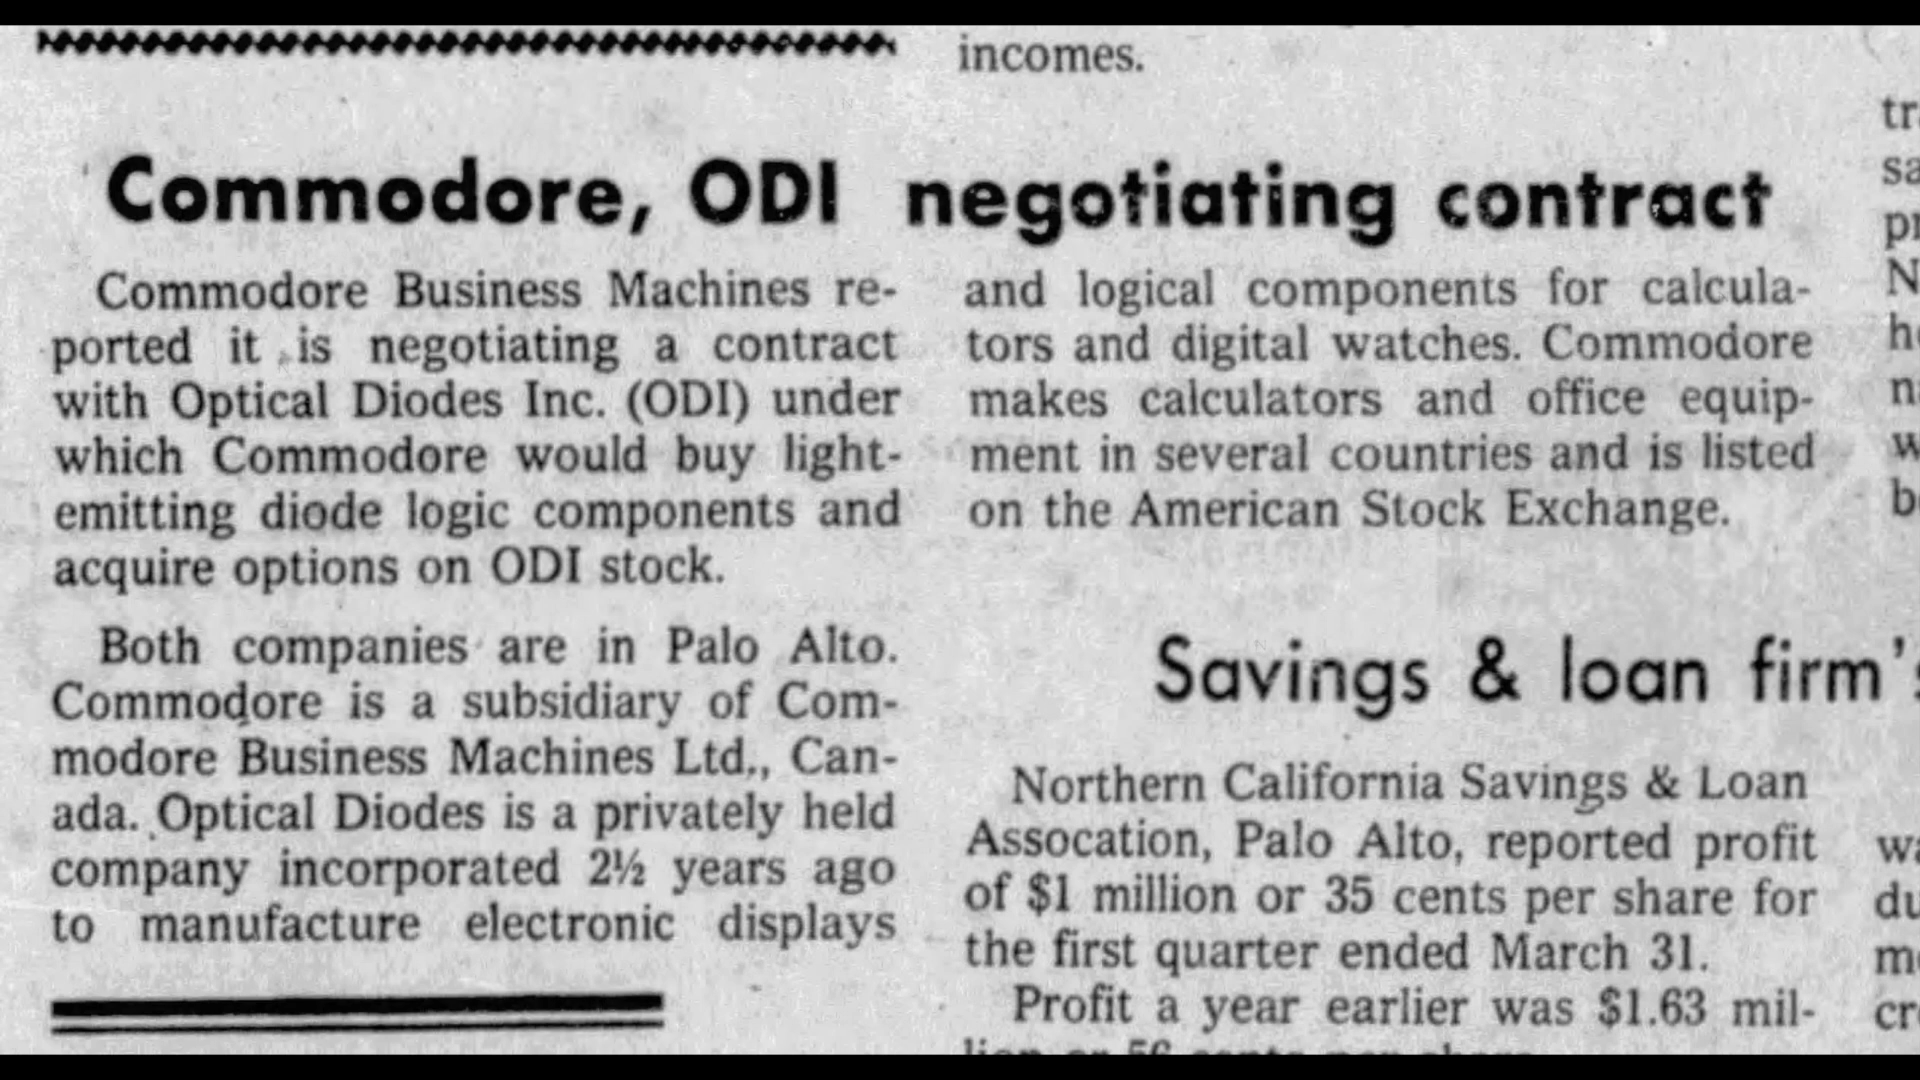 incomes.
Commodore, ODI negotiating contract
Commodore Business Machines re-
ported it is negotiating a contract
with Optical Diodes Inc. (ODI) under
which Commodore would buy light-
emitting diode logic components and
acquire options on ODI stock.
Both companies are in Palo Alto.
Commodore is a subsidiary of Com-
modore Business Machines Ltd., Can-
ada. Optical Diodes is a privately held
company incorporated 2½ years ago
to manufacture electronic displays
and logical components for calcula-
tors and digital watches. Commodore
makes calculators and office equip-
ment in several countries and is listed
on the American Stock Exchange.
Savings & loan firm's
Northern California Savings & Loan
Assocation, Palo Alto, reported profit
of $1 million or 35 cents per share for
the first quarter ended March 31.
Profit a year earlier was $1.63 mil-